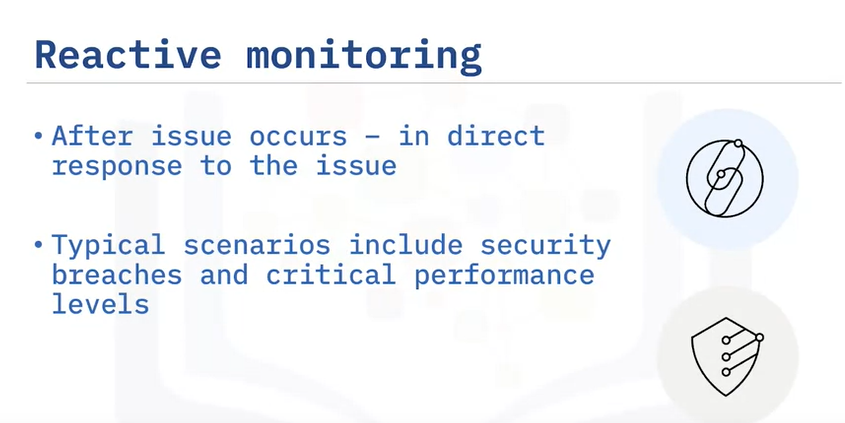 Reactive monitoring
• After issue occurs – in direct
response to the issue
• Typical scenarios include security
breaches and critical performance
levels